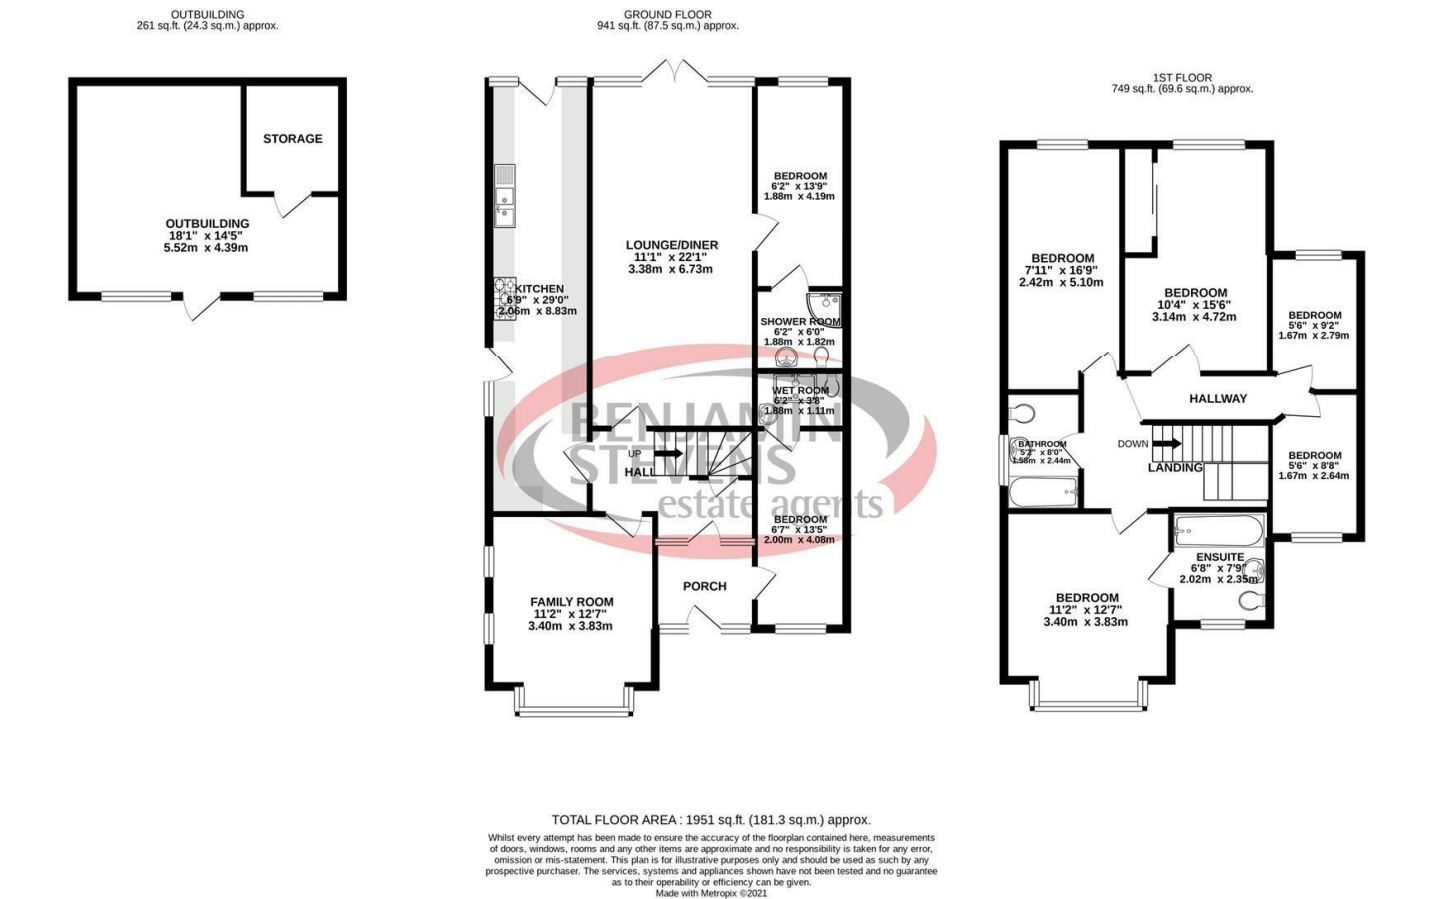 OUTBUILDING
261 sq.ft. (24.3 sq.m.) approx.
STORAGE
OUTBUILDING
18'1" x 14'5"
5.52m x 4.39m
GROUND FLOOR
941 sq.ft. (87.5 sq.m.) approx.
BEDROOM
6'2" x 13'9"
1.88m x 4.19m
LOUNGE/DINER
11'1" x 22'1"
3.38m x 6.73m
KITCHEN
6'9" x 29'0"
2.06m x 8.83m
SHOWER ROOM
6'2" x 6'0"
1.88m x 1.82m
WET ROOM
6'2" x 3'8"
1.88m x 1.11m
BENJAMIN
STEVENS
estate agents
UP
HALL
BEDROOM
6'7" x 13'5"
2.00m x 4.08m
PORCH
FAMILY ROOM
11'2" x 12'7"
3.40m x 3.83m
1ST FLOOR
749 sq.ft. (69.6 sq.m.) approx.
BEDROOM
7'11" x 16'9"
2.42m x 5.10m
BEDROOM
10'4" x 15'6"
3.14m x 4.72m
BEDROOM
5'6" x 9'2"
1.67m x 2.79m
HALLWAY
BATHROOM
5'2" x 8'0"
1.58m x 2.44m
DOWN
LANDING
BEDROOM
5'6" x 8'8"
1.67m x 2.64m
ENSUITE
6'8" x 7'9"
2.02m x 2.35m
BEDROOM
11'2" x 12'7"
3.40m x 3.83m
TOTAL FLOOR AREA : 1951 sq.ft. (181.3 sq.m.) approx.
Whilst every attempt has been made to ensure the accuracy of the floorplan contained here, measurements
of doors, windows, rooms and any other items are approximate and no responsibility is taken for any error,
omission or mis-statement. This plan is for illustrative purposes only and should be used as such by any
prospective purchaser. The services, systems and appliances shown have not been tested and no guarantee
as to their operability or efficiency can be given.
Made with Metropix ©2021